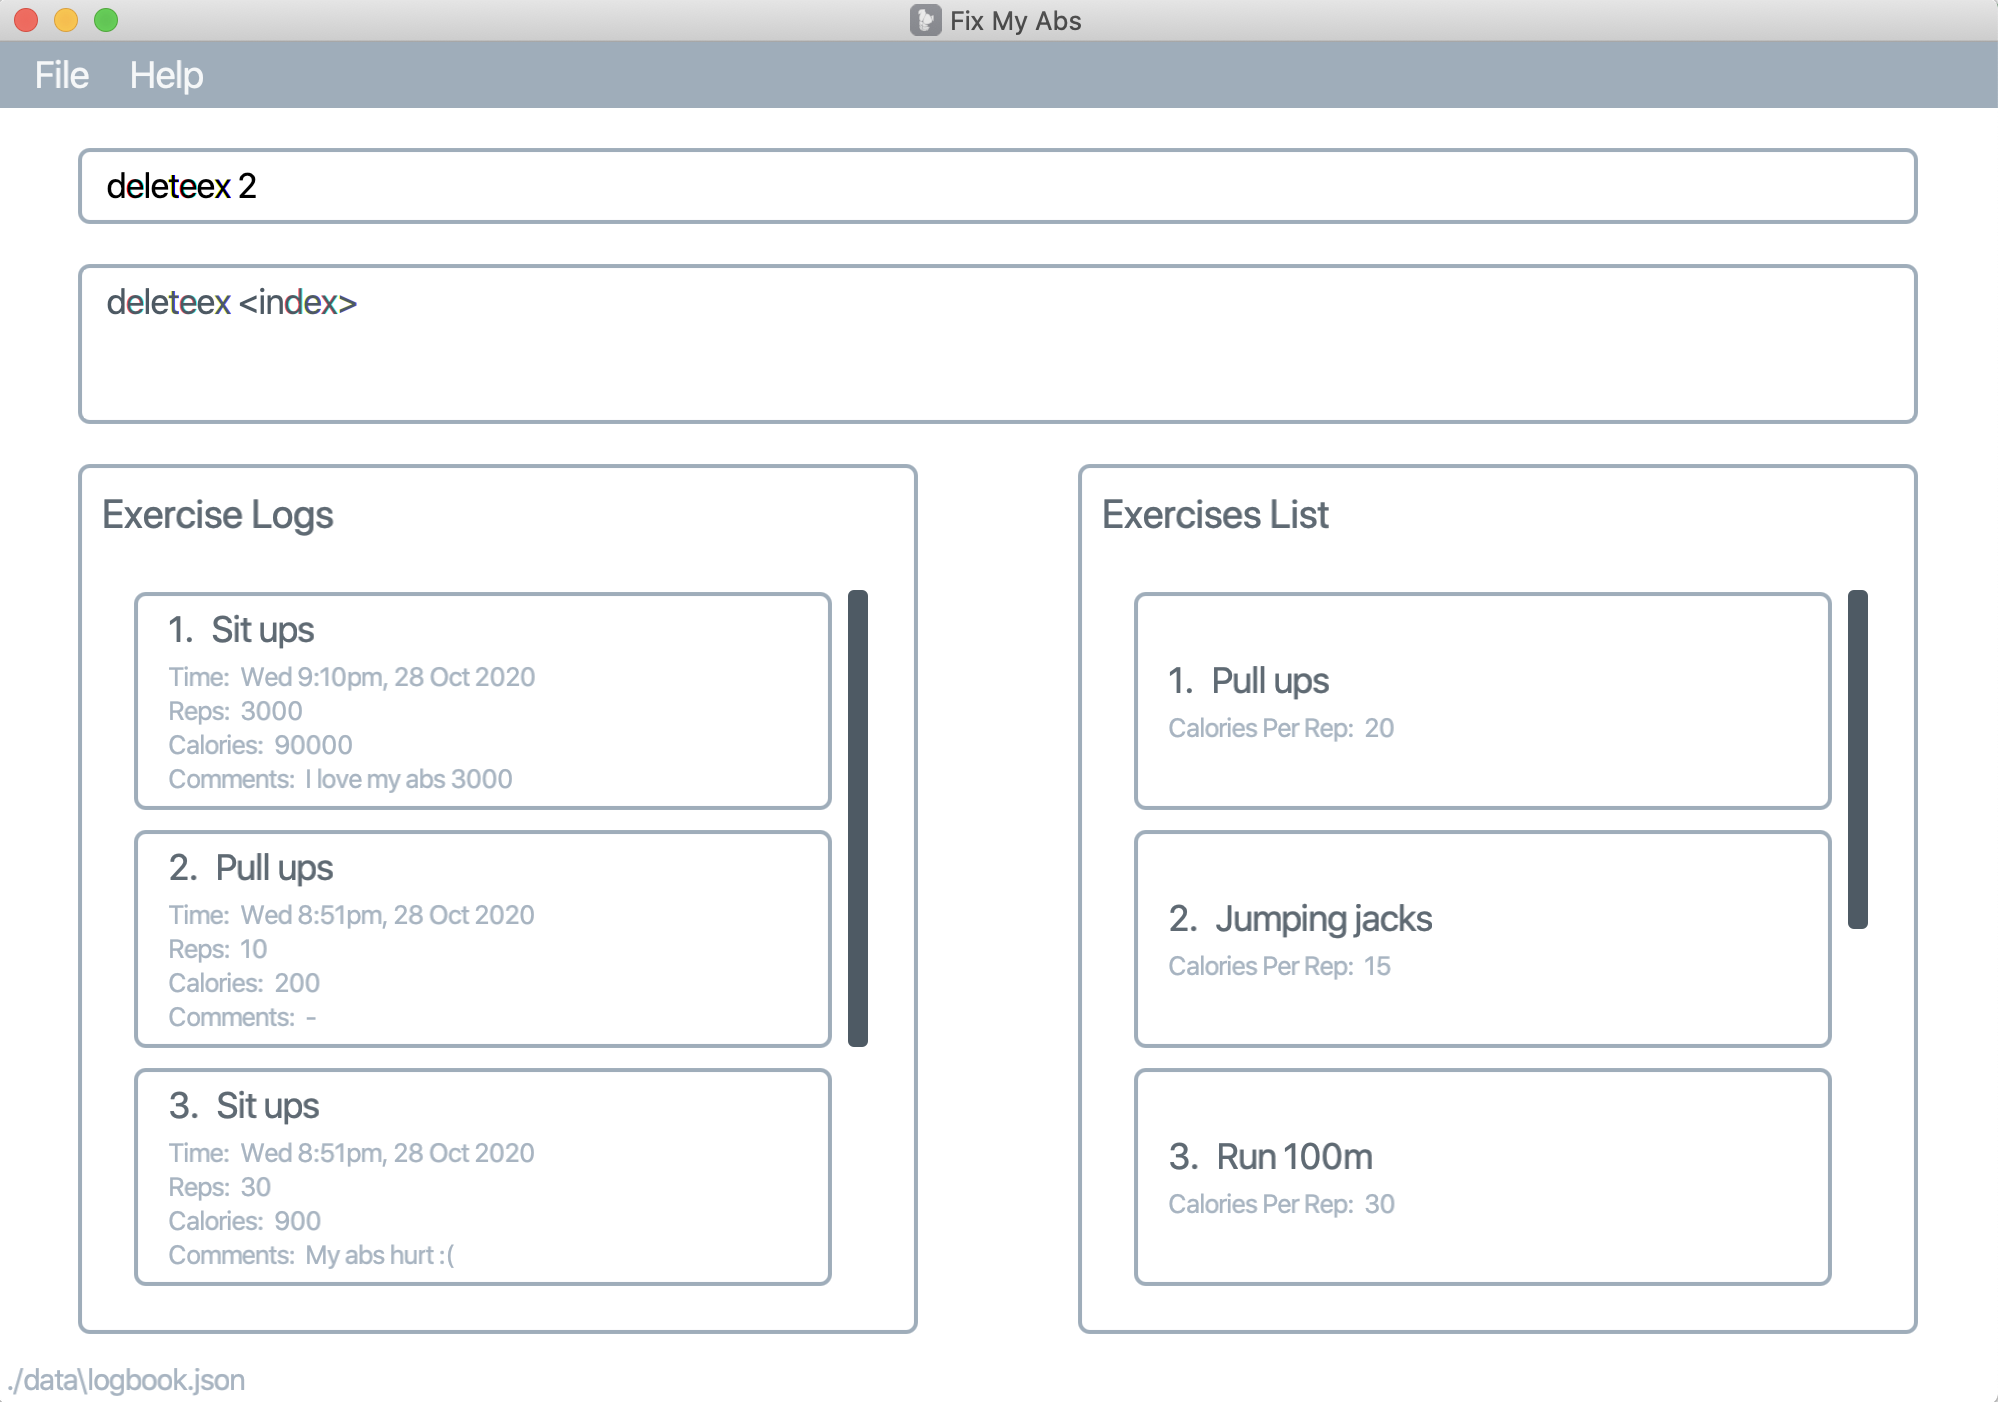 Fix My Abs
File Help
deleteex 2
deleteex <index>
Exercise Logs
1. Sit ups
Time: Wed 9:10pm, 28 Oct 2020
Reps: 3000
Calories: 90000
Comments: I love my abs 3000
2. Pull ups
Time: Wed 8:51pm, 28 Oct 2020
Reps: 10
Calories: 200
Comments: -
3. Sit ups
Time: Wed 8:51pm, 28 Oct 2020
Reps: 30
Calories: 900
Comments: My abs hurt :(
Exercises List
1. Pull ups
Calories Per Rep: 20
2. Jumping jacks
Calories Per Rep: 15
3. Run 100m
Calories Per Rep: 30
./data\logbook.json